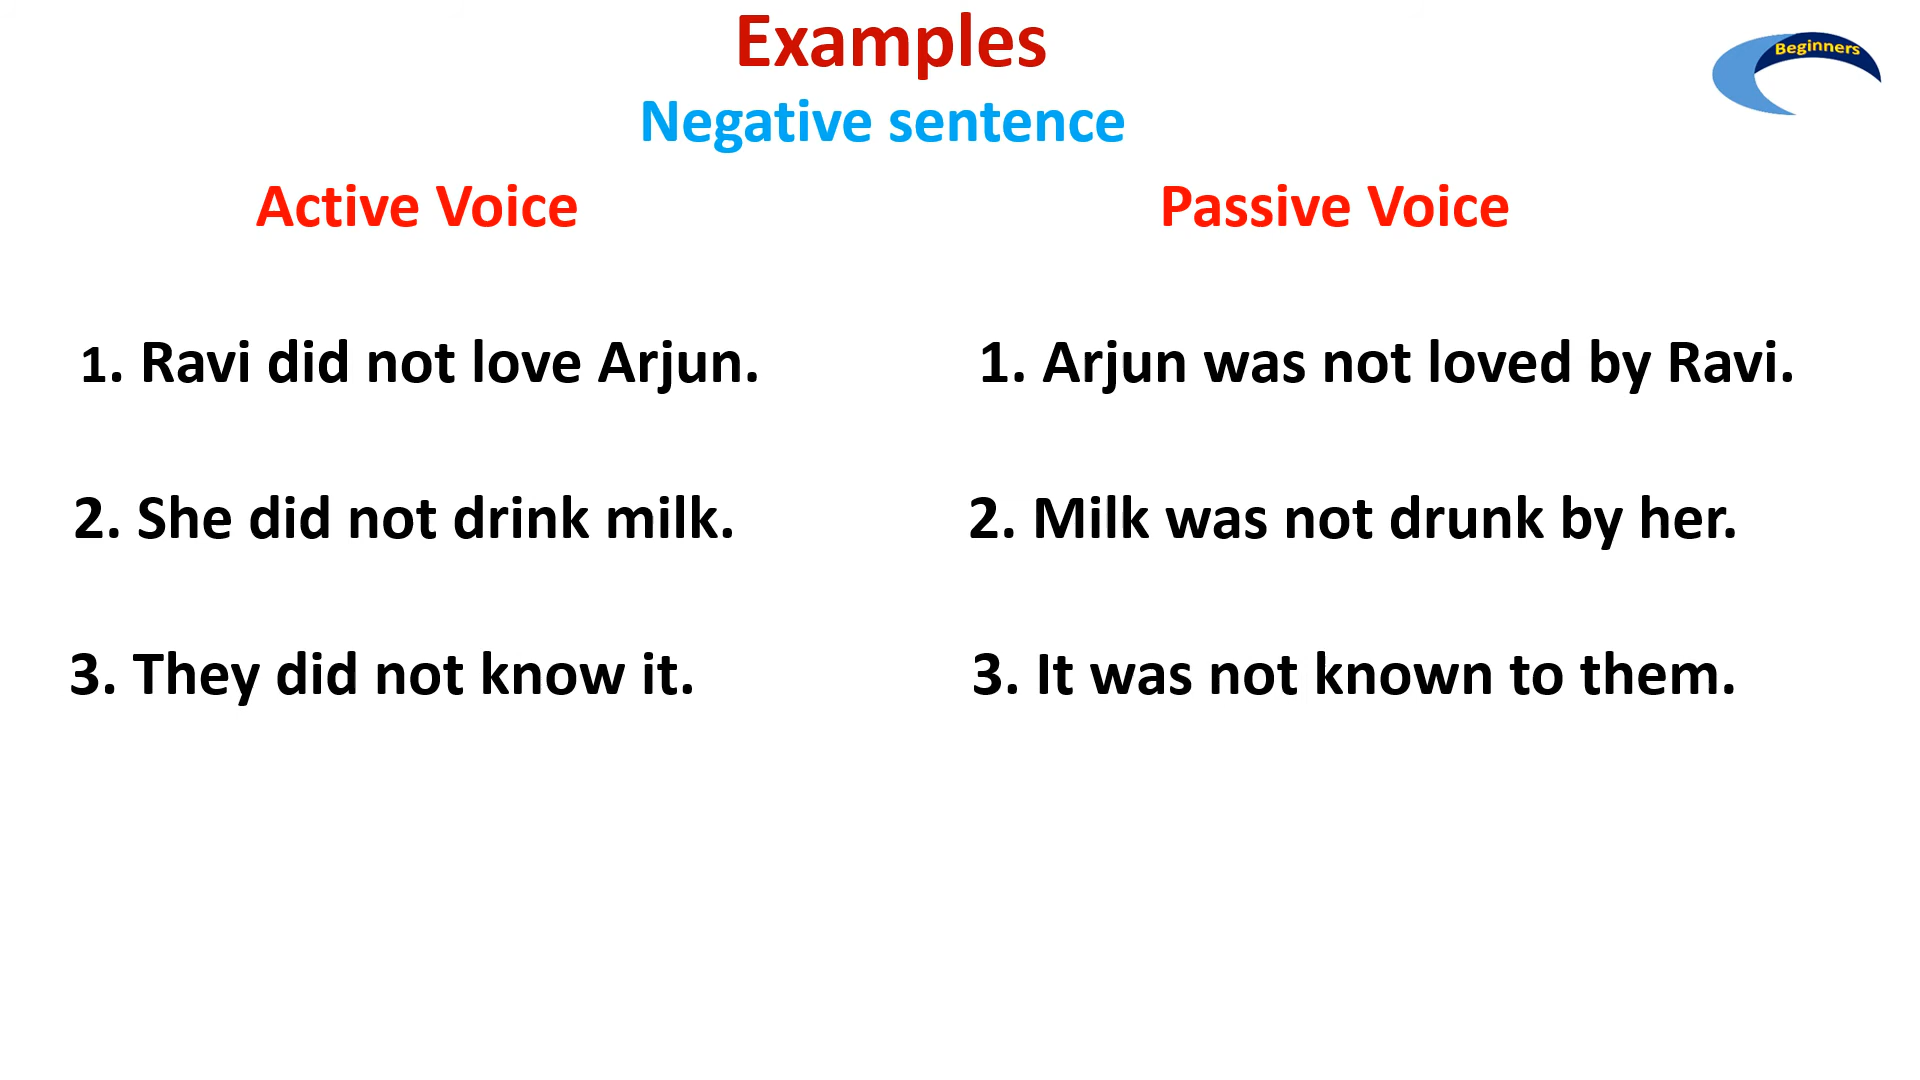 Examples
Beginners
Negative sentence
Active Voice
Passive Voice
1. Ravi did not love Arjun.
1. Arjun was not loved by Ravi.
2. She did not drink milk.
2. Milk was not drunk by her.
3. They did not know it.
3. It was not known to them.